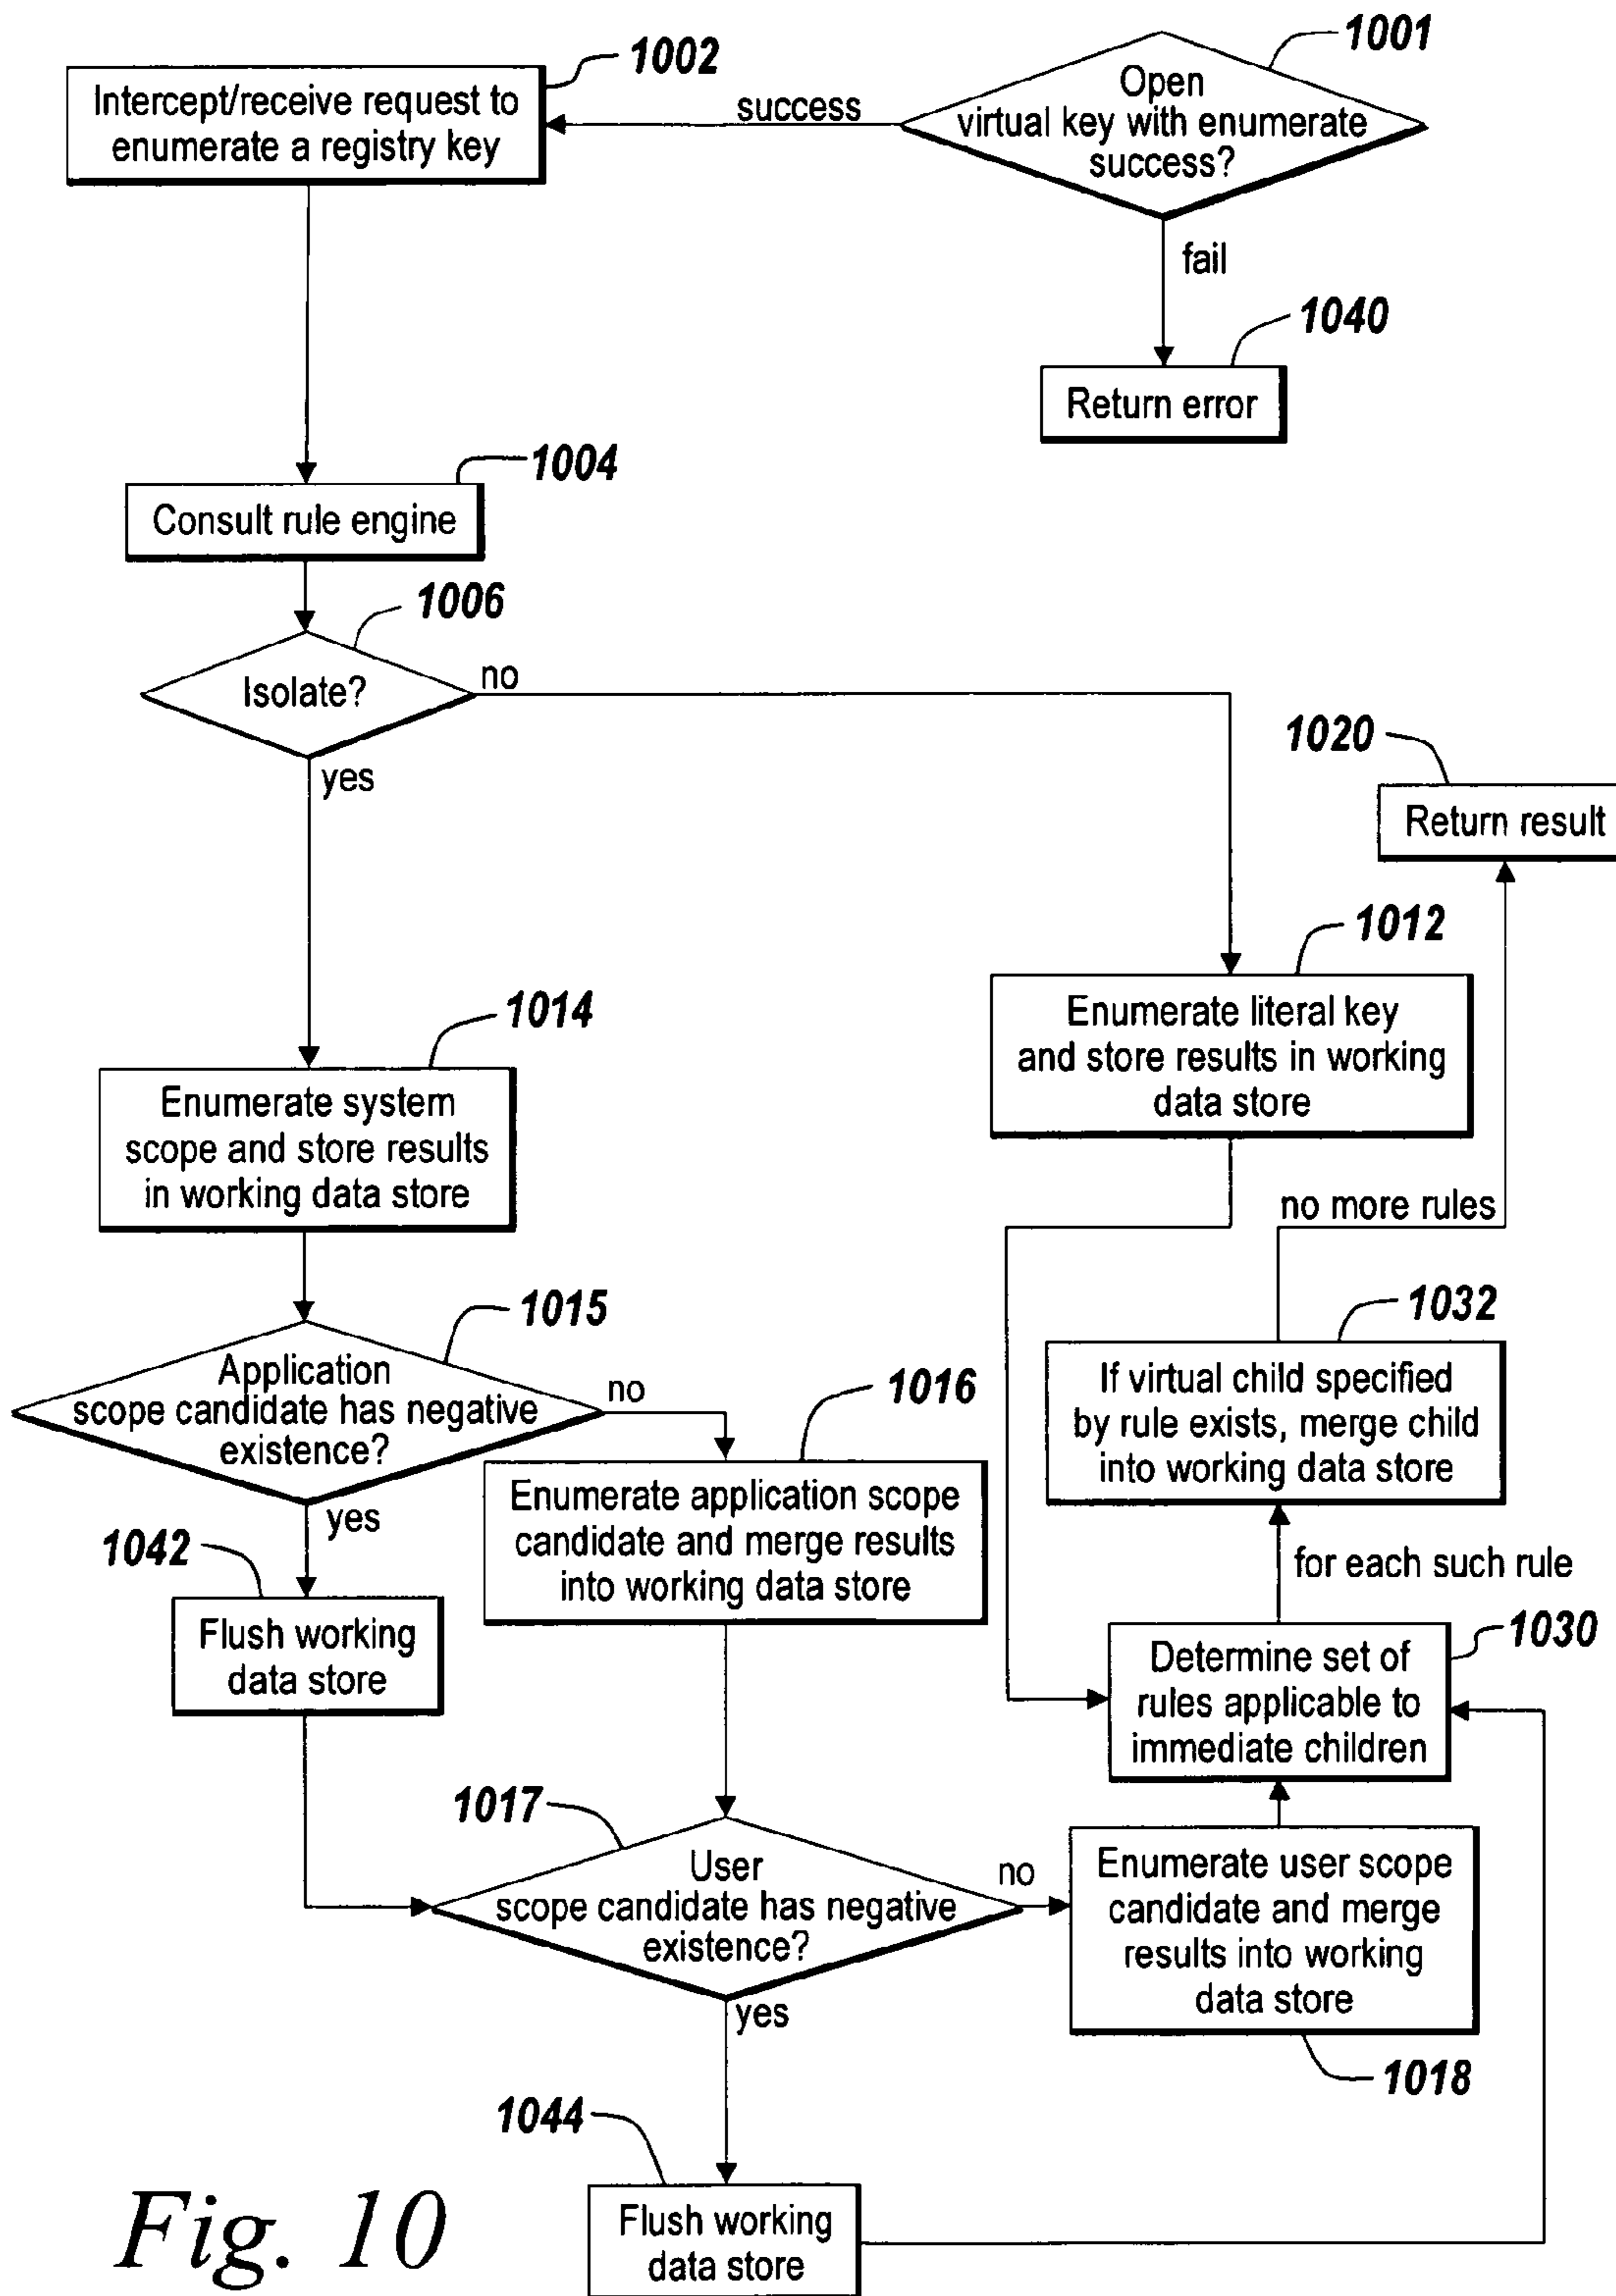 1001
1002
Intercept/receive request to
enumerate a registry key
success
Open
virtual key with enumerate
success?
fail
1040
Return error
1004
Consult rule engine
1006
Isolate?
no
yes
1020
Return result
1012
Enumerate literal key
and store results in working
data store
1014
Enumerate system
scope and store results
in working data store
no more rules
1015
Application
scope candidate has negative
existence?
no
yes
1016
Enumerate application scope
candidate and merge results
into working data store
1032
If virtual child specified
by rule exists, merge child
into working data store
for each such rule
1042
Flush working
data store
1030
Determine set of
rules applicable to
immediate children
1017
User
scope candidate has negative
existence?
no
yes
Enumerate user scope
candidate and merge
results into working
data store
1018
1044
Flush working
data store
Fig. 10